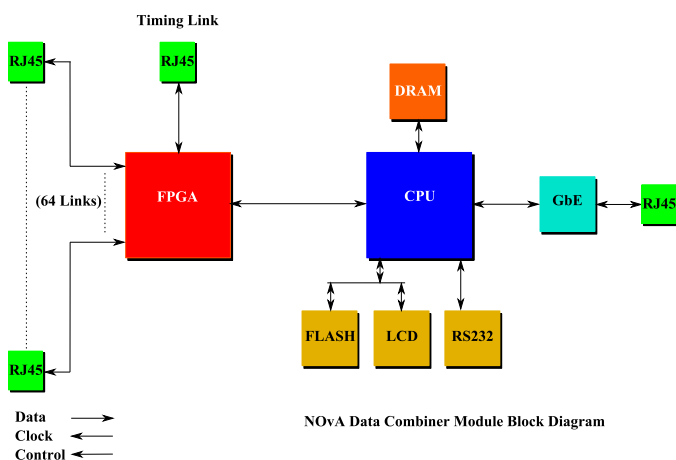 Timing Link
RJ45
RJ45
DRAM
(64 Links)
FPGA
CPU
GbE
RJ45
FLASH
LCD
RS232
RJ45
Data
Clock
Control
NOvA Data Combiner Module Block Diagram